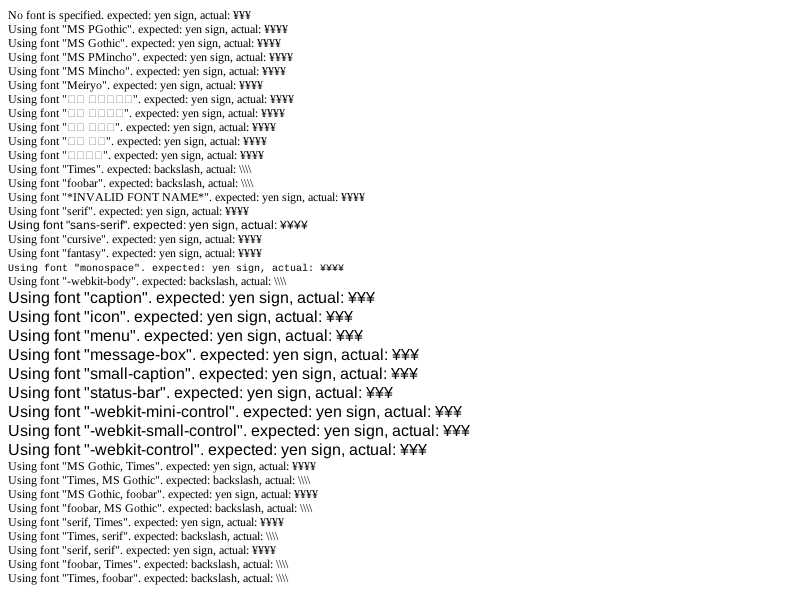 No font is specified. expected: yen sign, actual: ¥¥¥
Using font "MS PGothic". expected: yen sign, actual: ¥¥¥¥
Using font "MS Gothic". expected: yen sign, actual: ¥¥¥¥
Using font "MS PMincho". expected: yen sign, actual: ¥¥¥¥
Using font "MS Mincho". expected: yen sign, actual: ¥¥¥¥
Using font "Meiryo". expected: yen sign, actual: ¥¥¥¥
Using font "□□ □□□□□". expected: yen sign, actual: ¥¥¥¥
Using font "□□ □□□□". expected: yen sign, actual: ¥¥¥¥
Using font "□□ □□□". expected: yen sign, actual: ¥¥¥¥
Using font "□□ □□". expected: yen sign, actual: ¥¥¥¥
Using font "□□□□". expected: yen sign, actual: ¥¥¥¥
Using font "Times". expected: backslash, actual: \\\\
Using font "foobar". expected: backslash, actual: \\\\
Using font "*INVALID FONT NAME*". expected: yen sign, actual: ¥¥¥¥
Using font "serif". expected: yen sign, actual: ¥¥¥¥
Using font "sans-serif". expected: yen sign, actual: ¥¥¥¥
Using font "cursive". expected: yen sign, actual: ¥¥¥¥
Using font "fantasy". expected: yen sign, actual: ¥¥¥¥
Using font "monospace". expected: yen sign, actual: ¥¥¥¥
Using font "-webkit-body". expected: backslash, actual: \\\\
Using font "caption". expected: yen sign, actual: ¥¥¥
Using font "icon". expected: yen sign, actual: ¥¥¥
Using font "menu". expected: yen sign, actual: ¥¥¥
Using font "message-box". expected: yen sign, actual: ¥¥¥
Using font "small-caption". expected: yen sign, actual: ¥¥¥
Using font "status-bar". expected: yen sign, actual: ¥¥¥
Using font "-webkit-mini-control". expected: yen sign, actual: ¥¥¥
Using font "-webkit-small-control". expected: yen sign, actual: ¥¥¥
Using font "-webkit-control". expected: yen sign, actual: ¥¥¥
Using font "MS Gothic, Times". expected: yen sign, actual: ¥¥¥¥
Using font "Times, MS Gothic". expected: backslash, actual: \\\\
Using font "MS Gothic, foobar". expected: yen sign, actual: ¥¥¥¥
Using font "foobar, MS Gothic". expected: backslash, actual: \\\\
Using font "serif, Times". expected: yen sign, actual: ¥¥¥¥
Using font "Times, serif". expected: backslash, actual: \\\\
Using font "serif, serif". expected: yen sign, actual: ¥¥¥¥
Using font "foobar, Times". expected: backslash, actual: \\\\
Using font "Times, foobar". expected: backslash, actual: \\\\